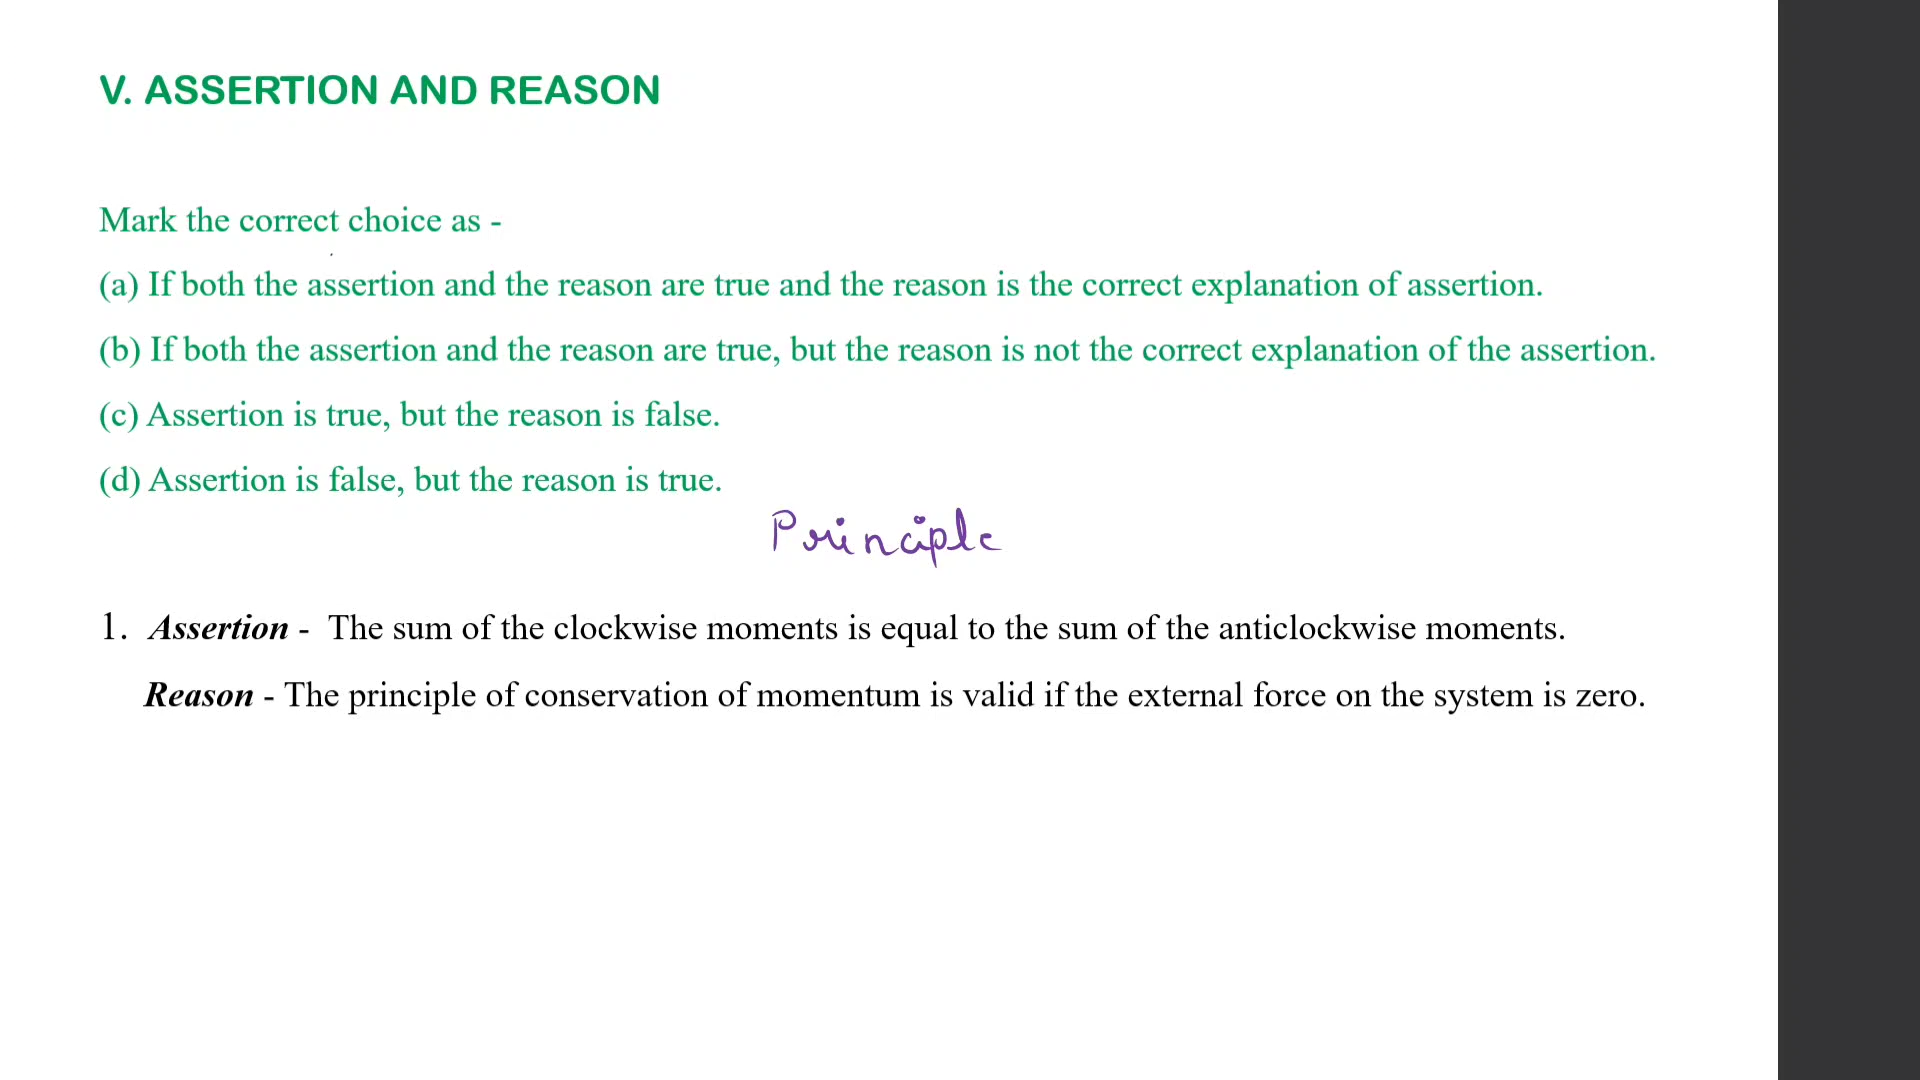 V. ASSERTION AND REASON
Mark the correct choice as -
(a) If both the assertion and the reason are true and the reason is the correct explanation of assertion.
(b) If both the assertion and the reason are true, but the reason is not the correct explanation of the assertion.
(c) Assertion is true, but the reason is false.
(d) Assertion is false, but the reason is true.
Principle
1. Assertion - The sum of the clockwise moments is equal to the sum of the anticlockwise moments.
Reason - The principle of conservation of momentum is valid if the external force on the system is zero.